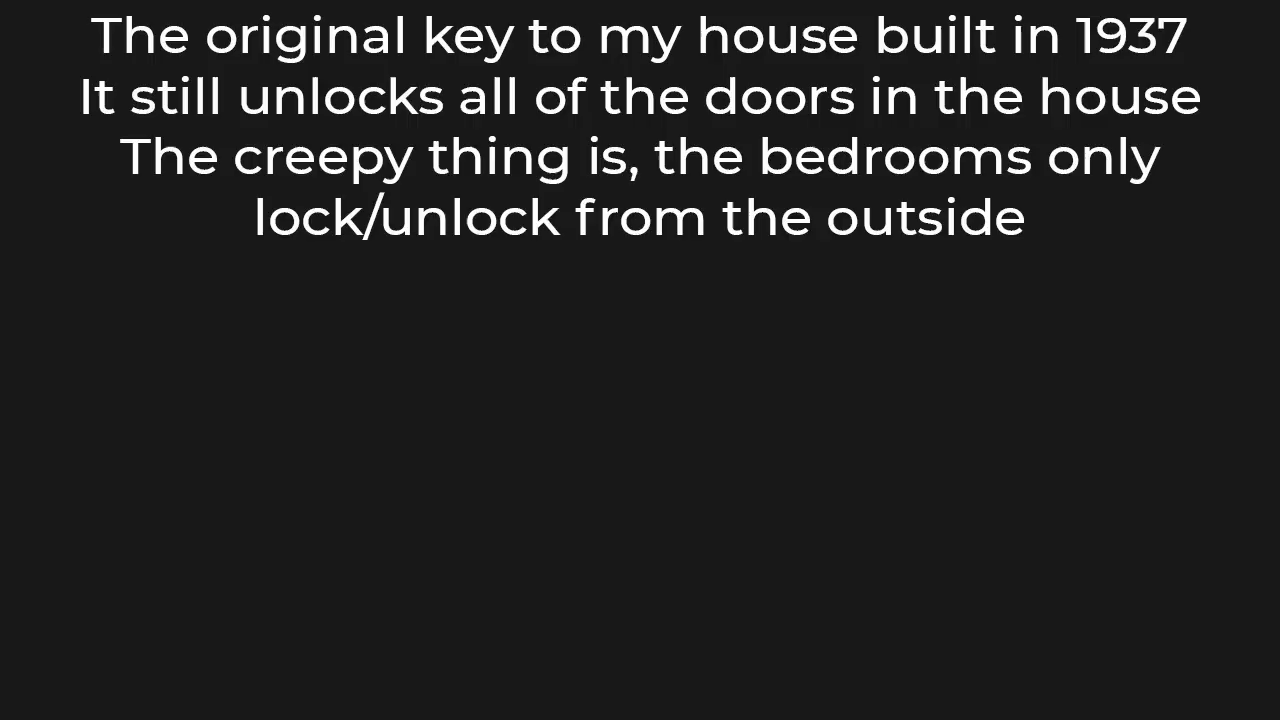 The original key to my house built in 1937
It still unlocks all of the doors in the house
The creepy thing is, the bedrooms only
lock/unlock from the outside